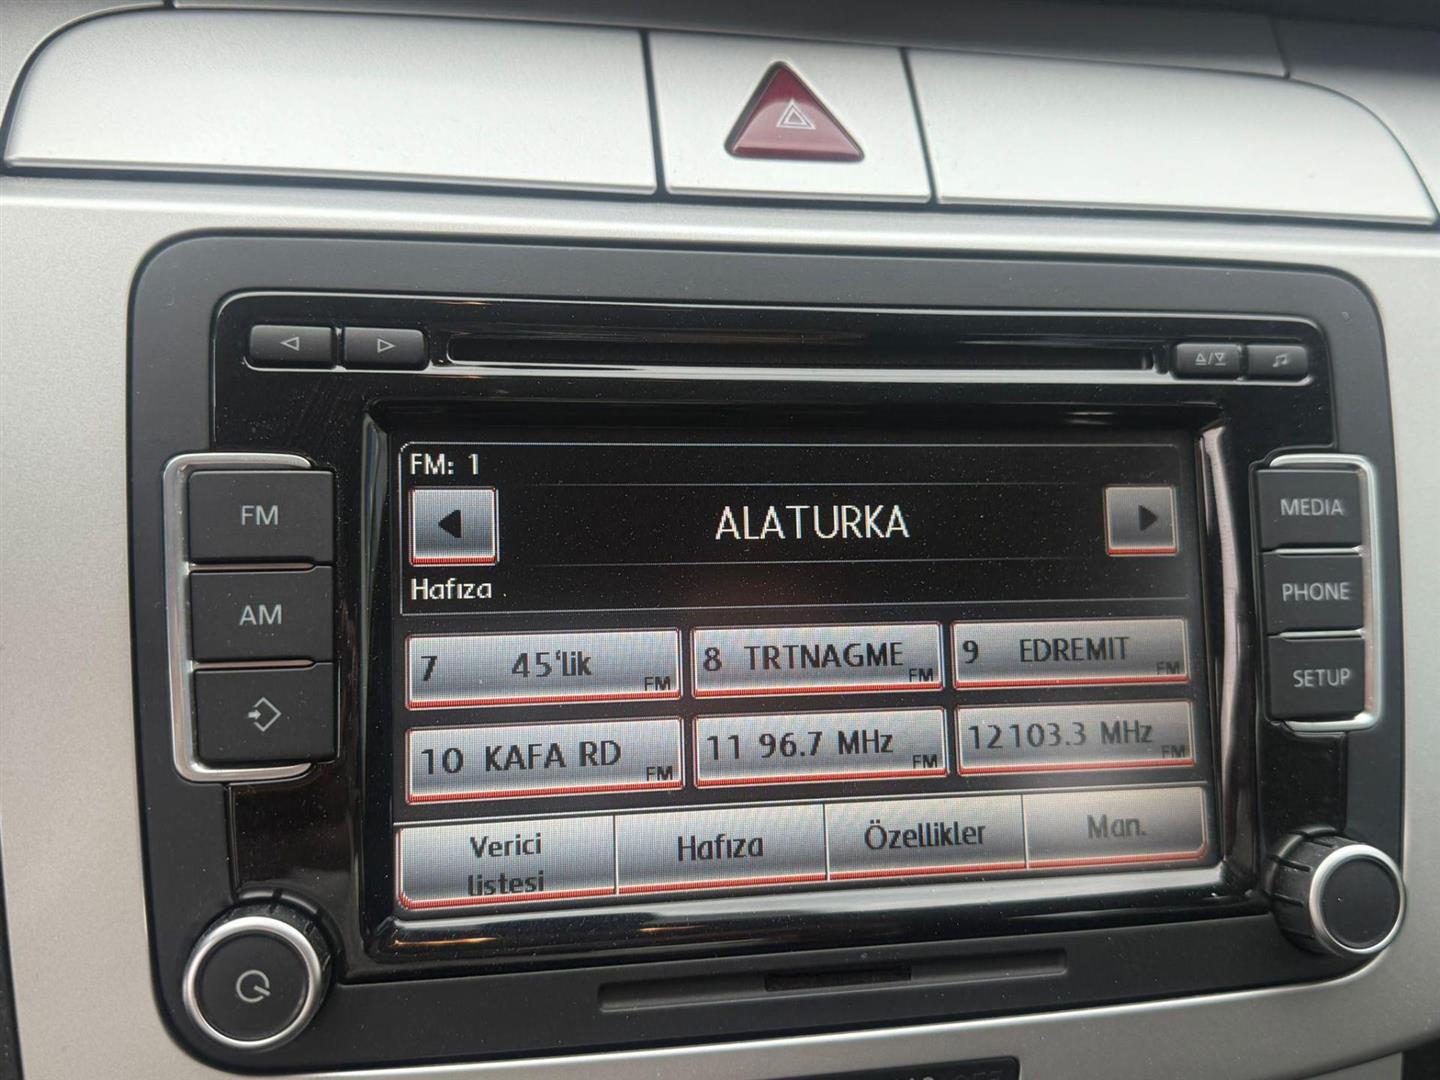 FM: 1
ALATURKA
Hafıza
7 45'lik FM
8 TRTNAGME FM
9 EDREMIT FM
10 KAFA RD FM
11 96.7 MHz FM
12 103.3 MHz FM
Verici
listesi
Hafıza
Özellikler
Man.
FM
AM
MEDIA
PHONE
SETUP